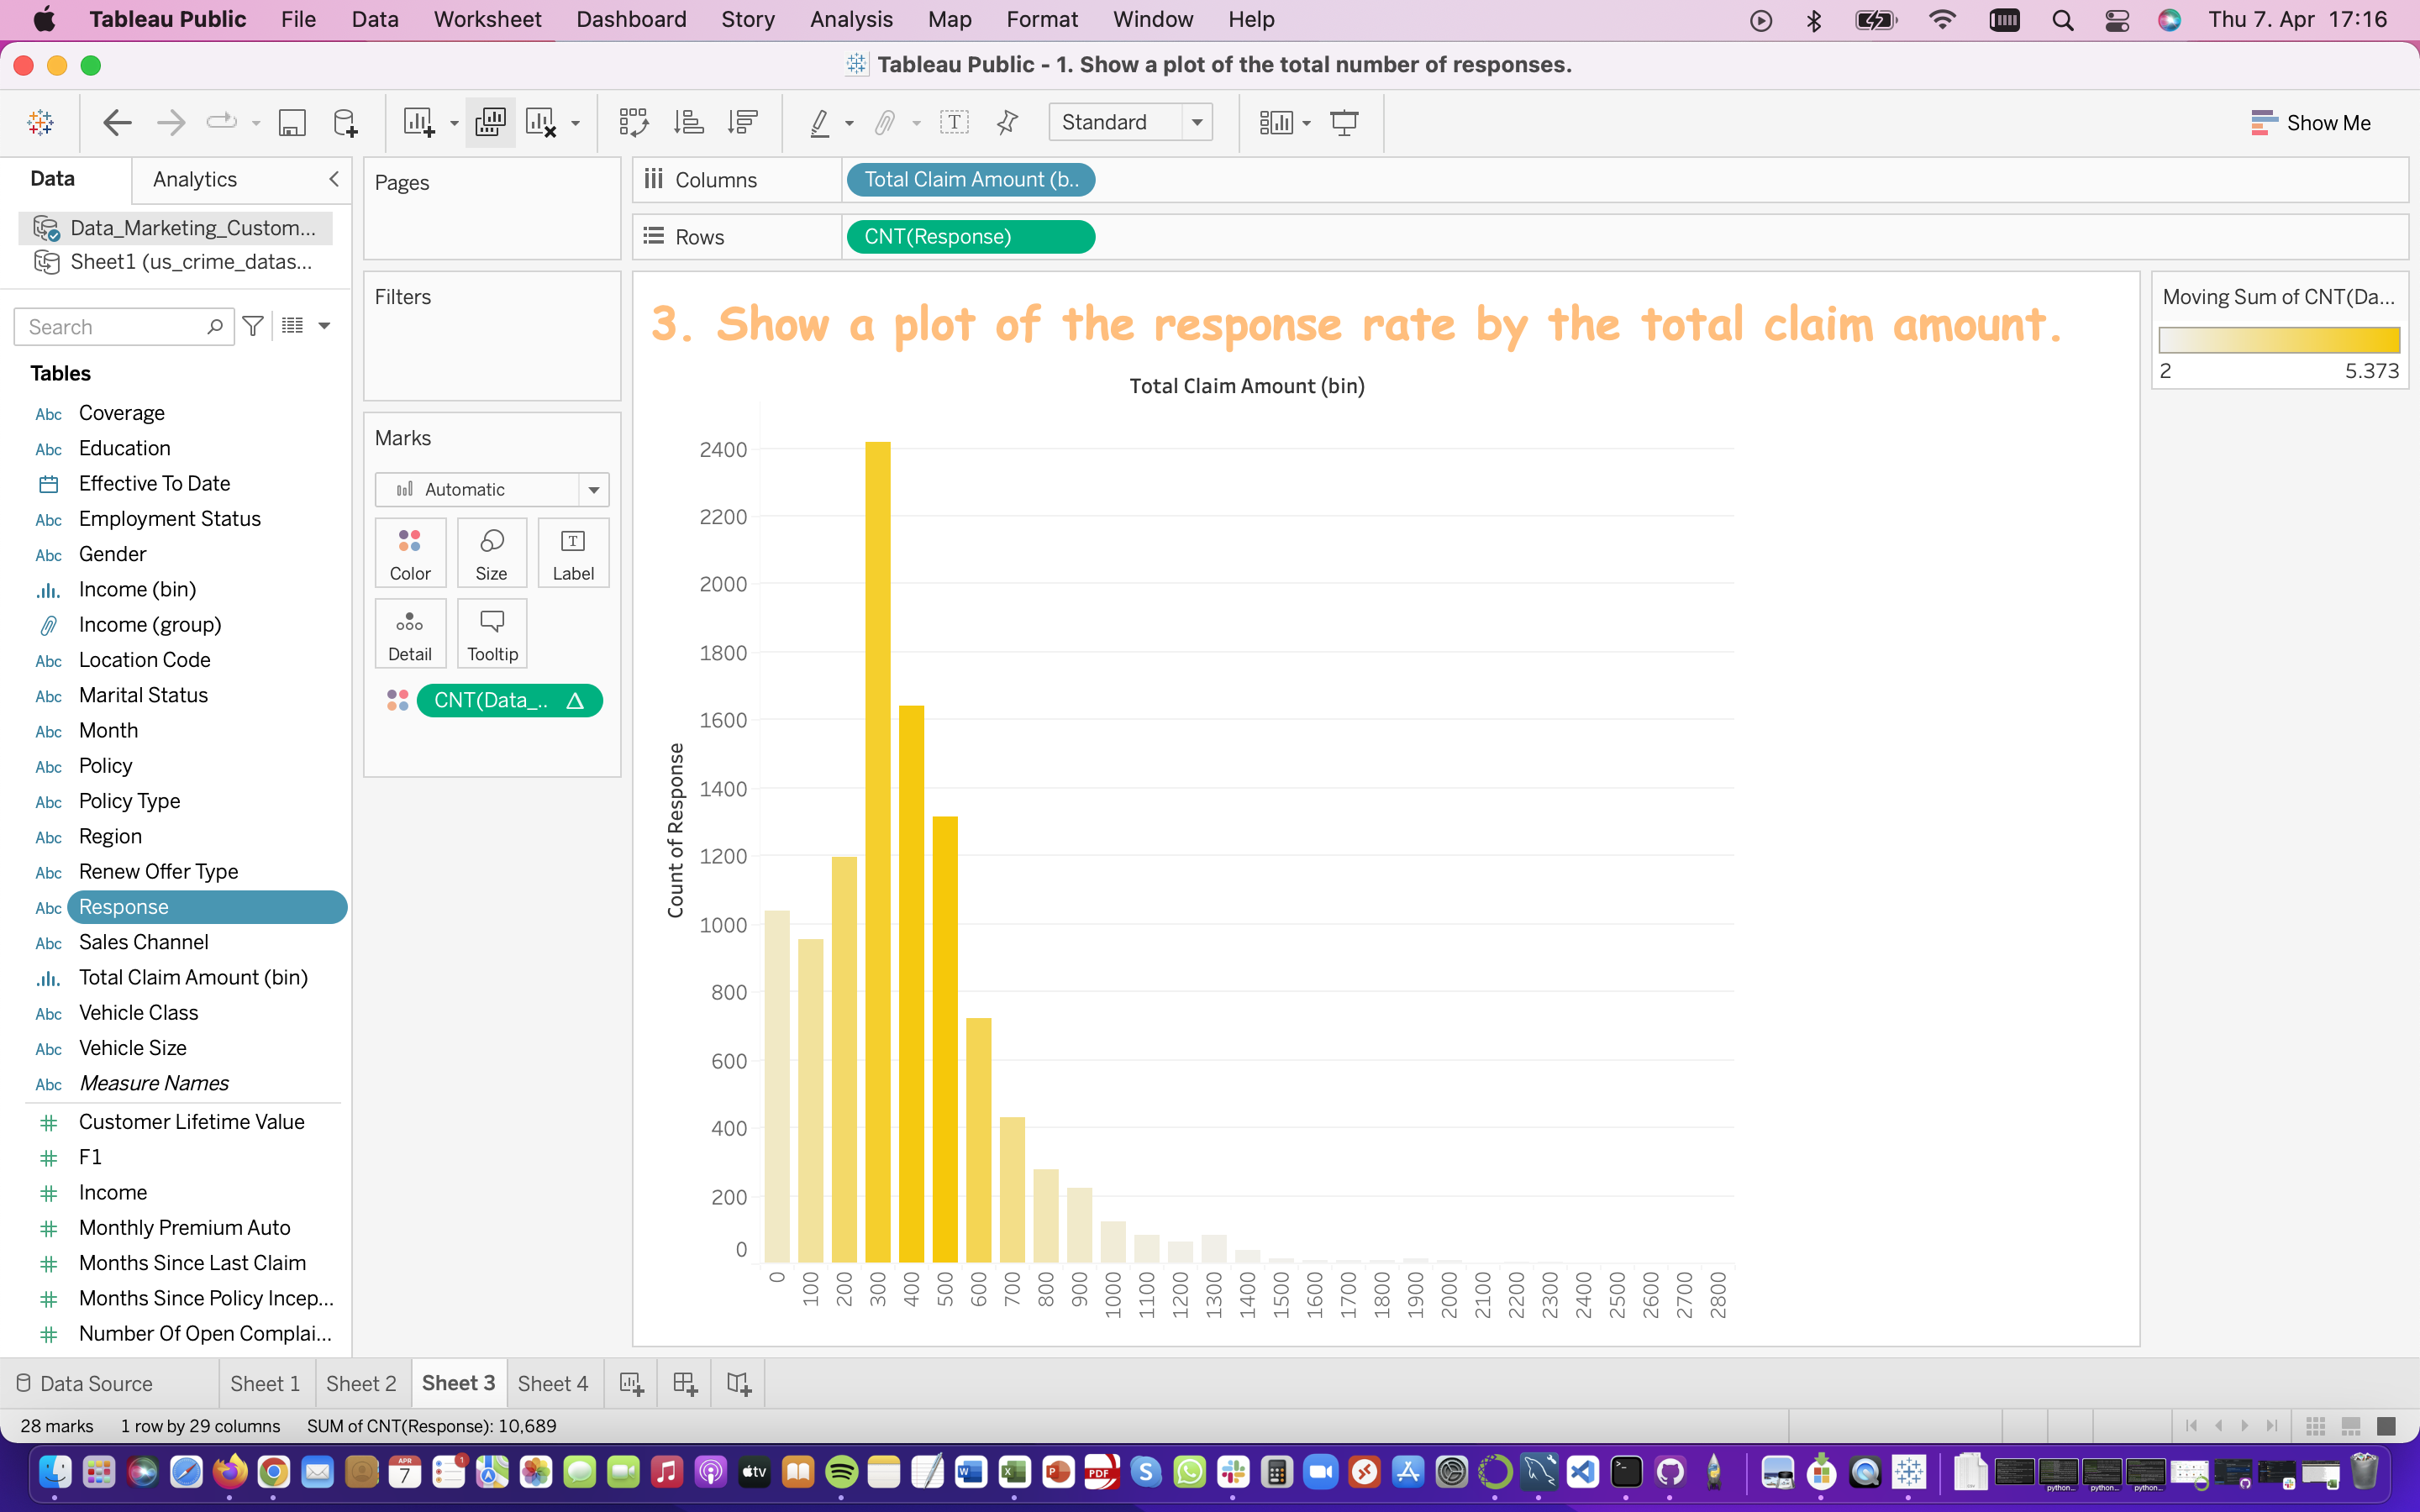 Tableau Public File Data Worksheet Dashboard Story Analysis Map Format Window Help Thu 7. Apr 17:16
Tableau Public - 1. Show a plot of the total number of responses.
Standard Show Me
Data Analytics
Data_Marketing_Custom...
Sheet1 (us_crime_datas...
Search
Tables
Abc Coverage
Abc Education
Effective To Date
Abc Employment Status
Abc Gender
Income (bin)
Income (group)
Abc Location Code
Abc Marital Status
Abc Month
Abc Policy
Abc Policy Type
Abc Region
Abc Renew Offer Type
Abc Response
Abc Sales Channel
Total Claim Amount (bin)
Abc Vehicle Class
Abc Vehicle Size
Abc Measure Names
Customer Lifetime Value
F1
Income
Monthly Premium Auto
Months Since Last Claim
Months Since Policy Incep...
Number Of Open Complai...
Pages
Filters
Marks
Automatic
Color Size Label
Detail Tooltip
CNT(Data_.. Δ
Columns Total Claim Amount (b..
Rows CNT(Response)
3. Show a plot of the response rate by the total claim amount.
Total Claim Amount (bin)
Count of Response
2400
2200
2000
1800
1600
1400
1200
1000
800
600
400
200
0
0 100 200 300 400 500 600 700 800 900 1000 1100 1200 1300 1400 1500 1600 1700 1800 1900 2000 2100 2200 2300 2400 2500 2600 2700 2800
Moving Sum of CNT(Da...
2 5.373
Data Source Sheet 1 Sheet 2 Sheet 3 Sheet 4
28 marks 1 row by 29 columns SUM of CNT(Response): 10,689
APR
7
1
tv
W
X
P
PDF
S
python...
python...
python...